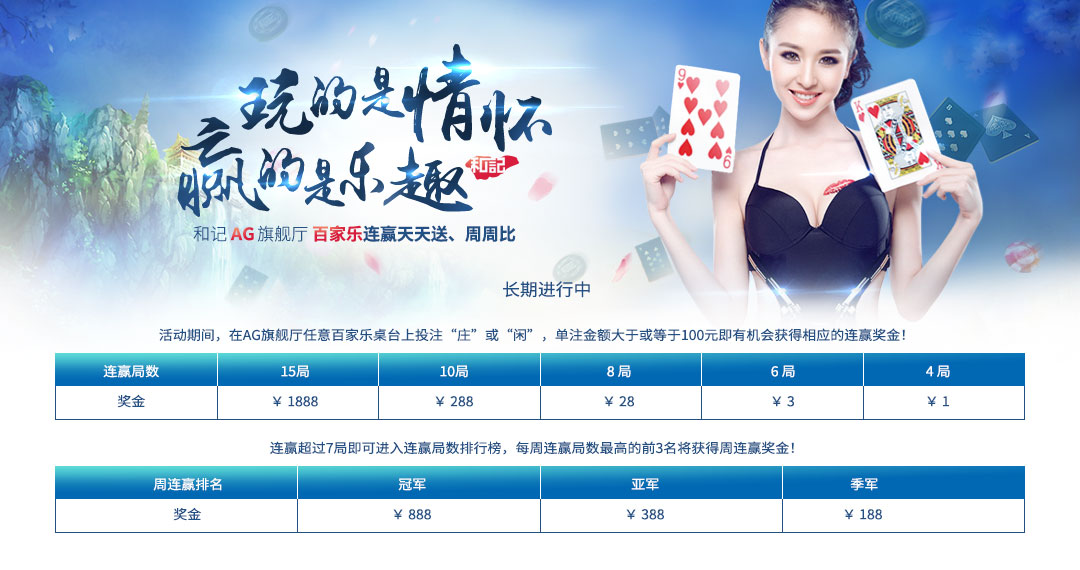 玩的是情怀
赢的是乐趣
和記
和记 AG 旗舰厅 百家乐连赢天天送、周周比
9
9
K
长期进行中
活动期间，在AG旗舰厅任意百家乐桌台上投注“庄”或“闲”，单注金额大于或等于100元即有机会获得相应的连赢奖金！
连赢局数 15局 10局 8 局 6 局 4 局
奖金 ￥ 1888 ￥ 288 ￥ 28 ￥ 3 ￥ 1
连赢超过7局即可进入连赢局数排行榜，每周连赢局数最高的前3名将获得周连赢奖金！
周连赢排名 冠军 亚军 季军
奖金 ￥ 888 ￥ 388 ￥ 188